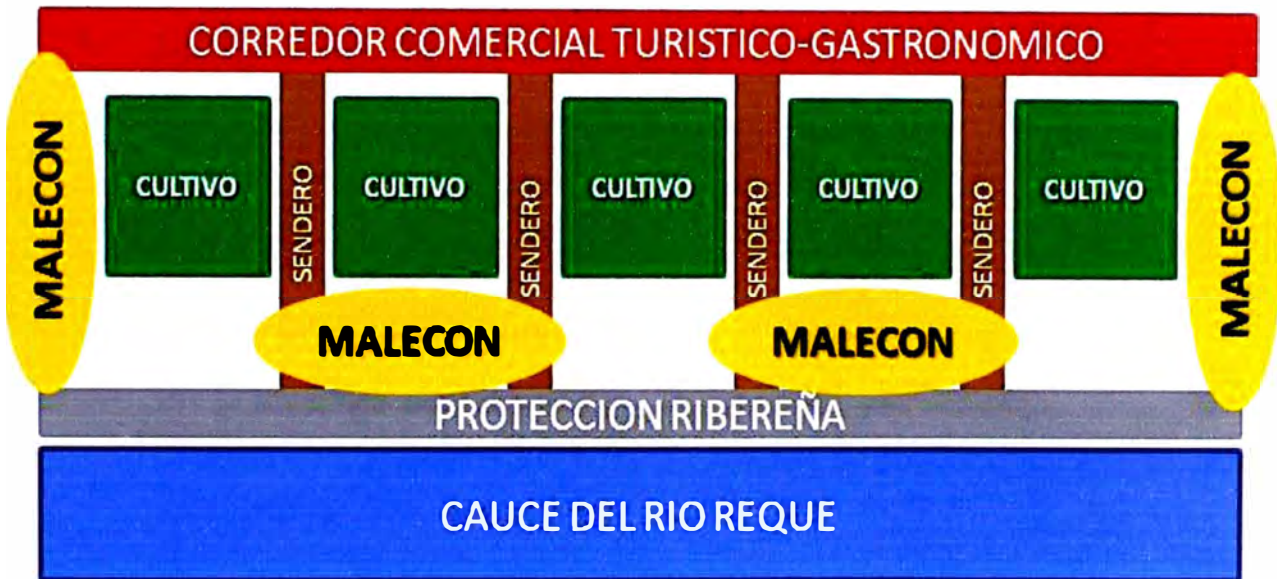 CORREDOR COMERCIAL TURISTICO-GASTRONOMICO
MALECON
CULTIVO
SENDERO
CULTIVO
SENDERO
CULTIVO
SENDERO
CULTIVO
SENDERO
CULTIVO
MALECON
MALECON
MALECON
PROTECCION RIBEREÑA
CAUCE DEL RIO REQUE